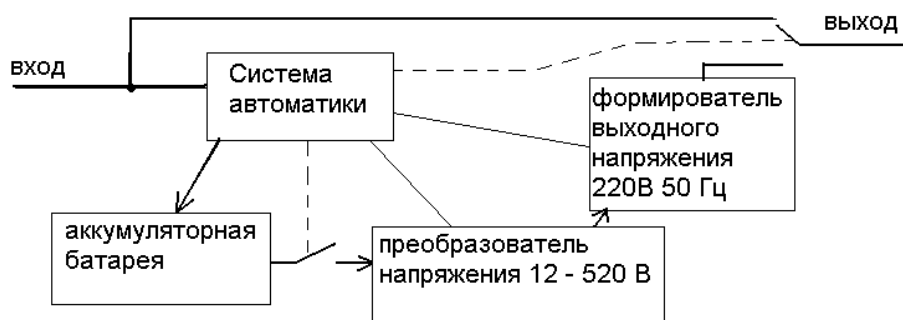 вход
выход
Система
автоматики
формирователь
выходного
напряжения
220В 50 Гц
аккумуляторная
батарея
преобразователь
напряжения 12 - 520 В